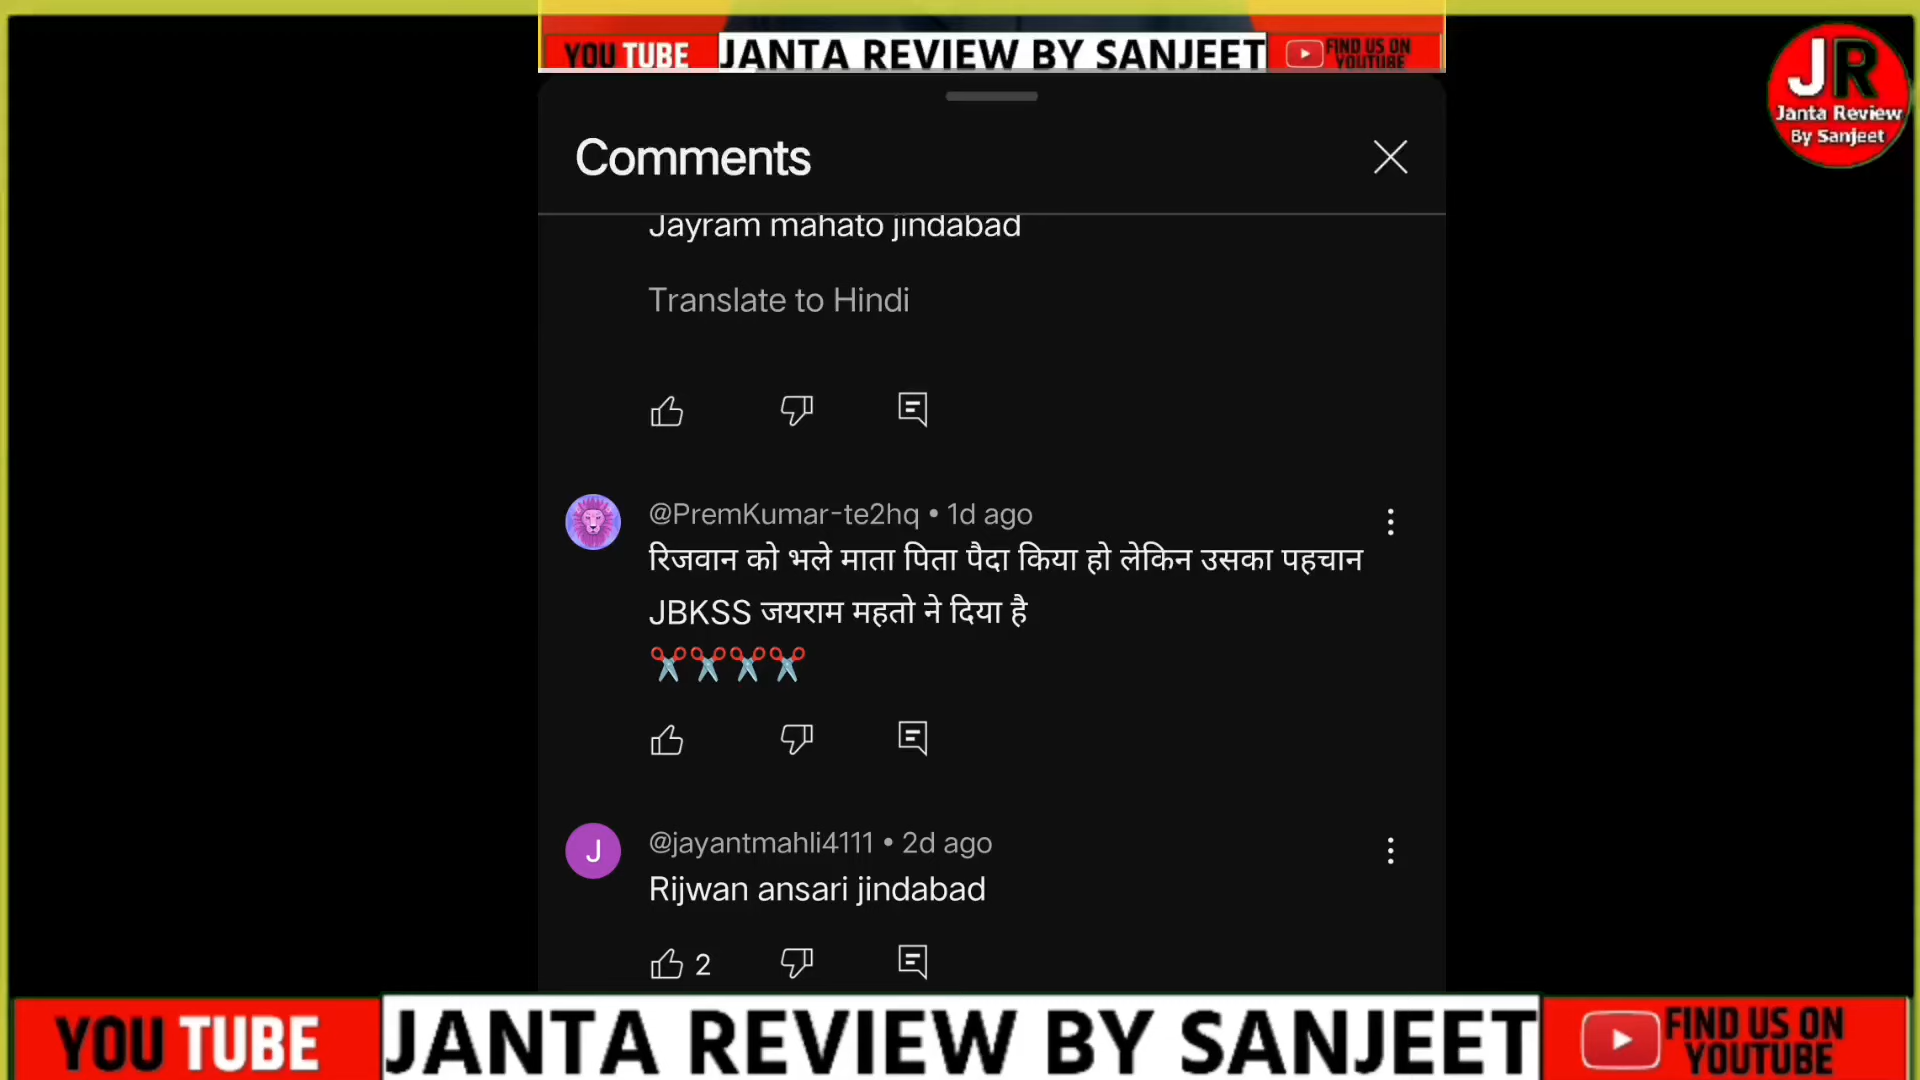 YOU TUBE JANTA REVIEW BY SANJEET FIND US ON
YOUTUBE
JR
Janta Review
By Sanjeet
Comments
Jayram mahato jindabad
Translate to Hindi
@PremKumar-te2hq • 1d ago
रिजवान को भले माता पिता पैदा किया हो लेकिन उसका पहचान
JBKSS जयराम महतो ने दिया है
✂️✂️✂️✂️
J
@jayantmahli4111 • 2d ago
Rijwan ansari jindabad
2
YOU TUBE JANTA REVIEW BY SANJEET FIND US ON
YOUTUBE